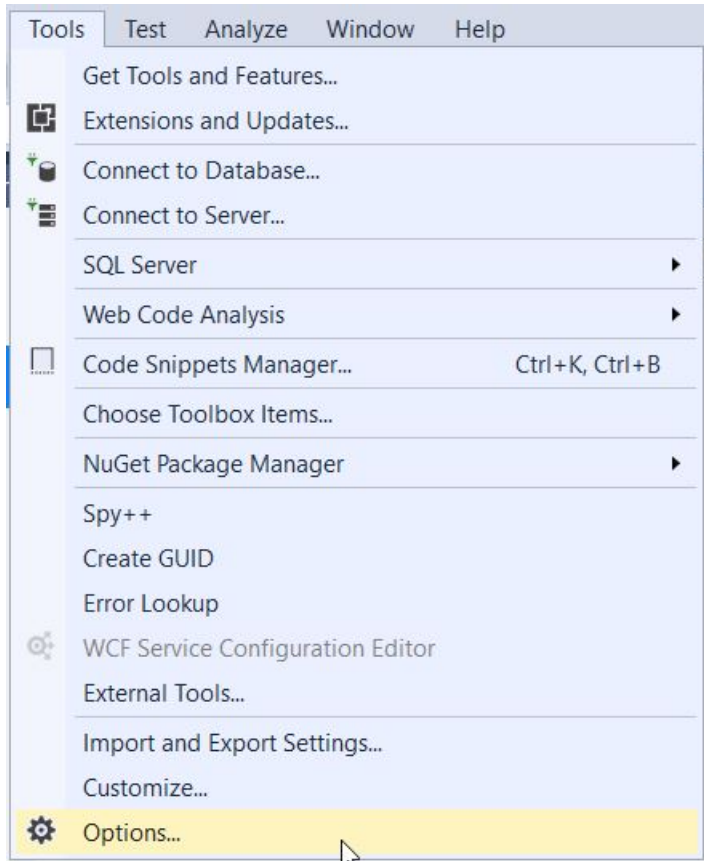 Tools Test Analyze Window Help
Get Tools and Features...
Extensions and Updates...
Connect to Database...
Connect to Server...
SQL Server
Web Code Analysis
Code Snippets Manager... Ctrl+K, Ctrl+B
Choose Toolbox Items...
NuGet Package Manager
Spy++
Create GUID
Error Lookup
WCF Service Configuration Editor
External Tools...
Import and Export Settings...
Customize...
Options...